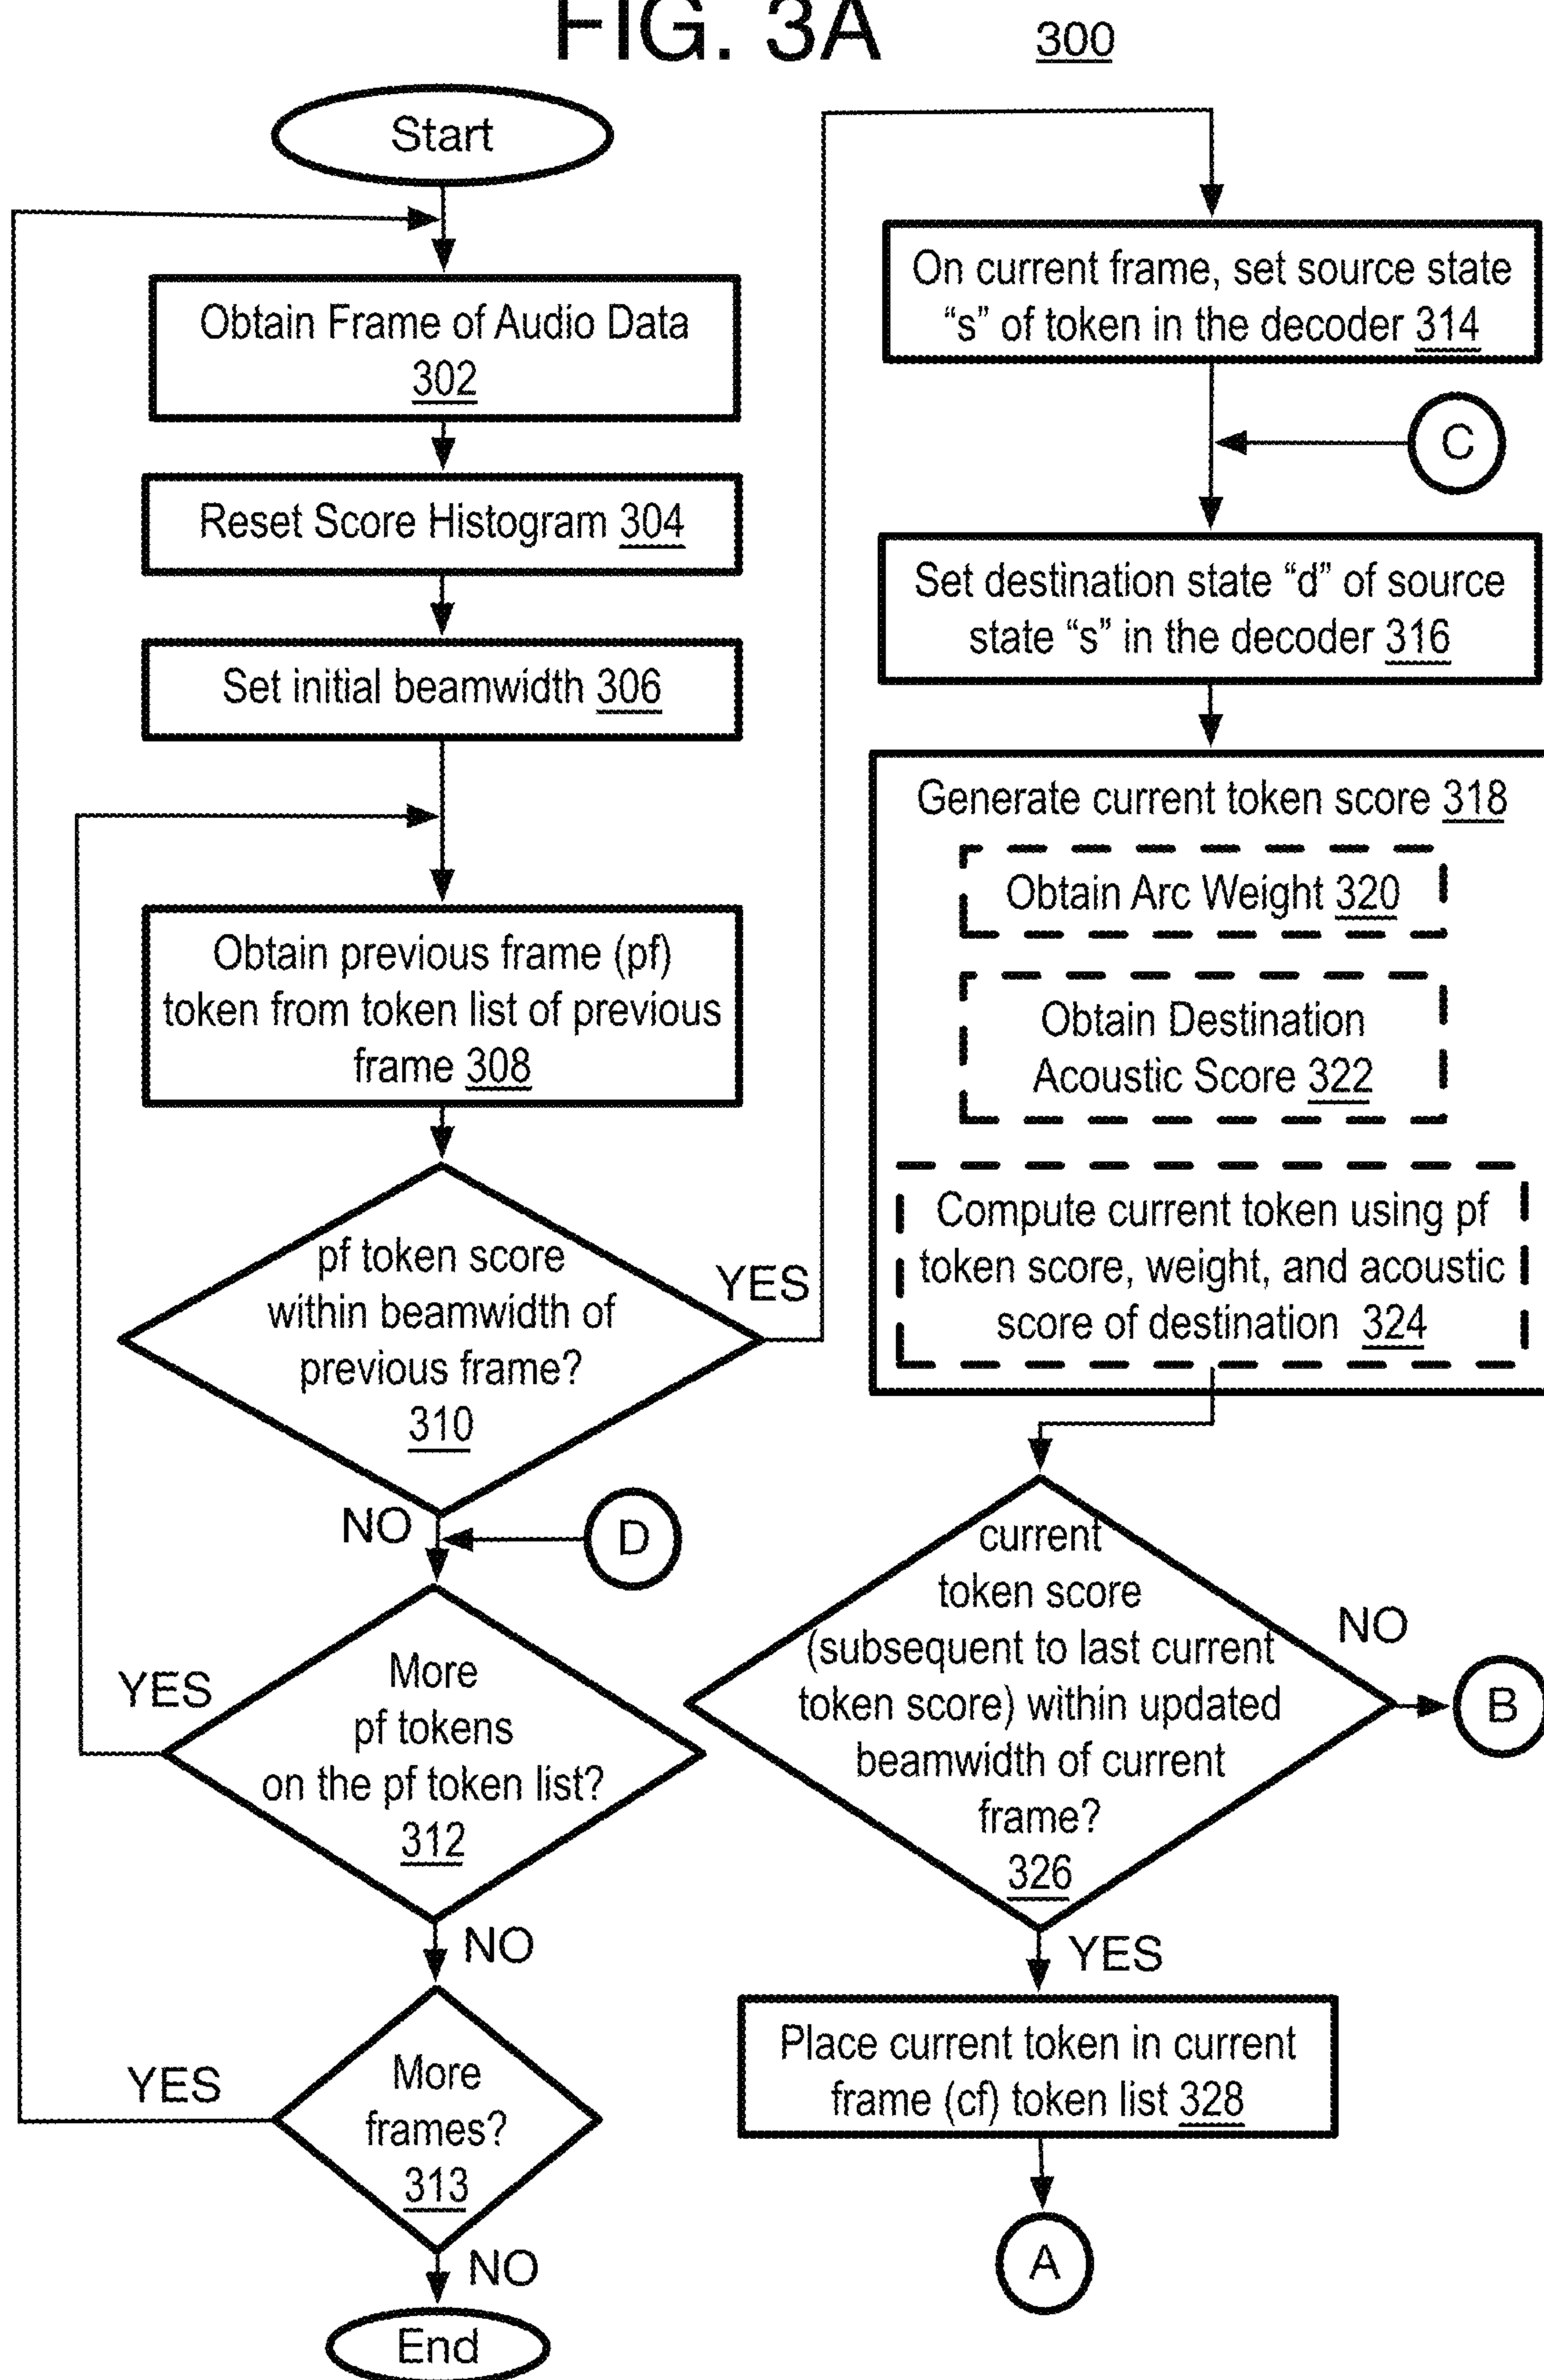 FIG. 3A
300
Start
Obtain Frame of Audio Data
302
Reset Score Histogram 304
Set initial beamwidth 306
Obtain previous frame (pf)
token from token list of previous
frame 308
pf token score
within beamwidth of
previous frame?
310
YES
NO
D
More
pf tokens
on the pf token list?
312
YES
NO
More
frames?
313
YES
NO
End
On current frame, set source state
“s” of token in the decoder 314
C
Set destination state “d” of source
state “s” in the decoder 316
Generate current token score 318
Obtain Arc Weight 320
Obtain Destination
Acoustic Score 322
Compute current token using pf
token score, weight, and acoustic
score of destination 324
current
token score
(subsequent to last current
token score) within updated
beamwidth of current
frame?
326
NO
B
YES
Place current token in current
frame (cf) token list 328
A